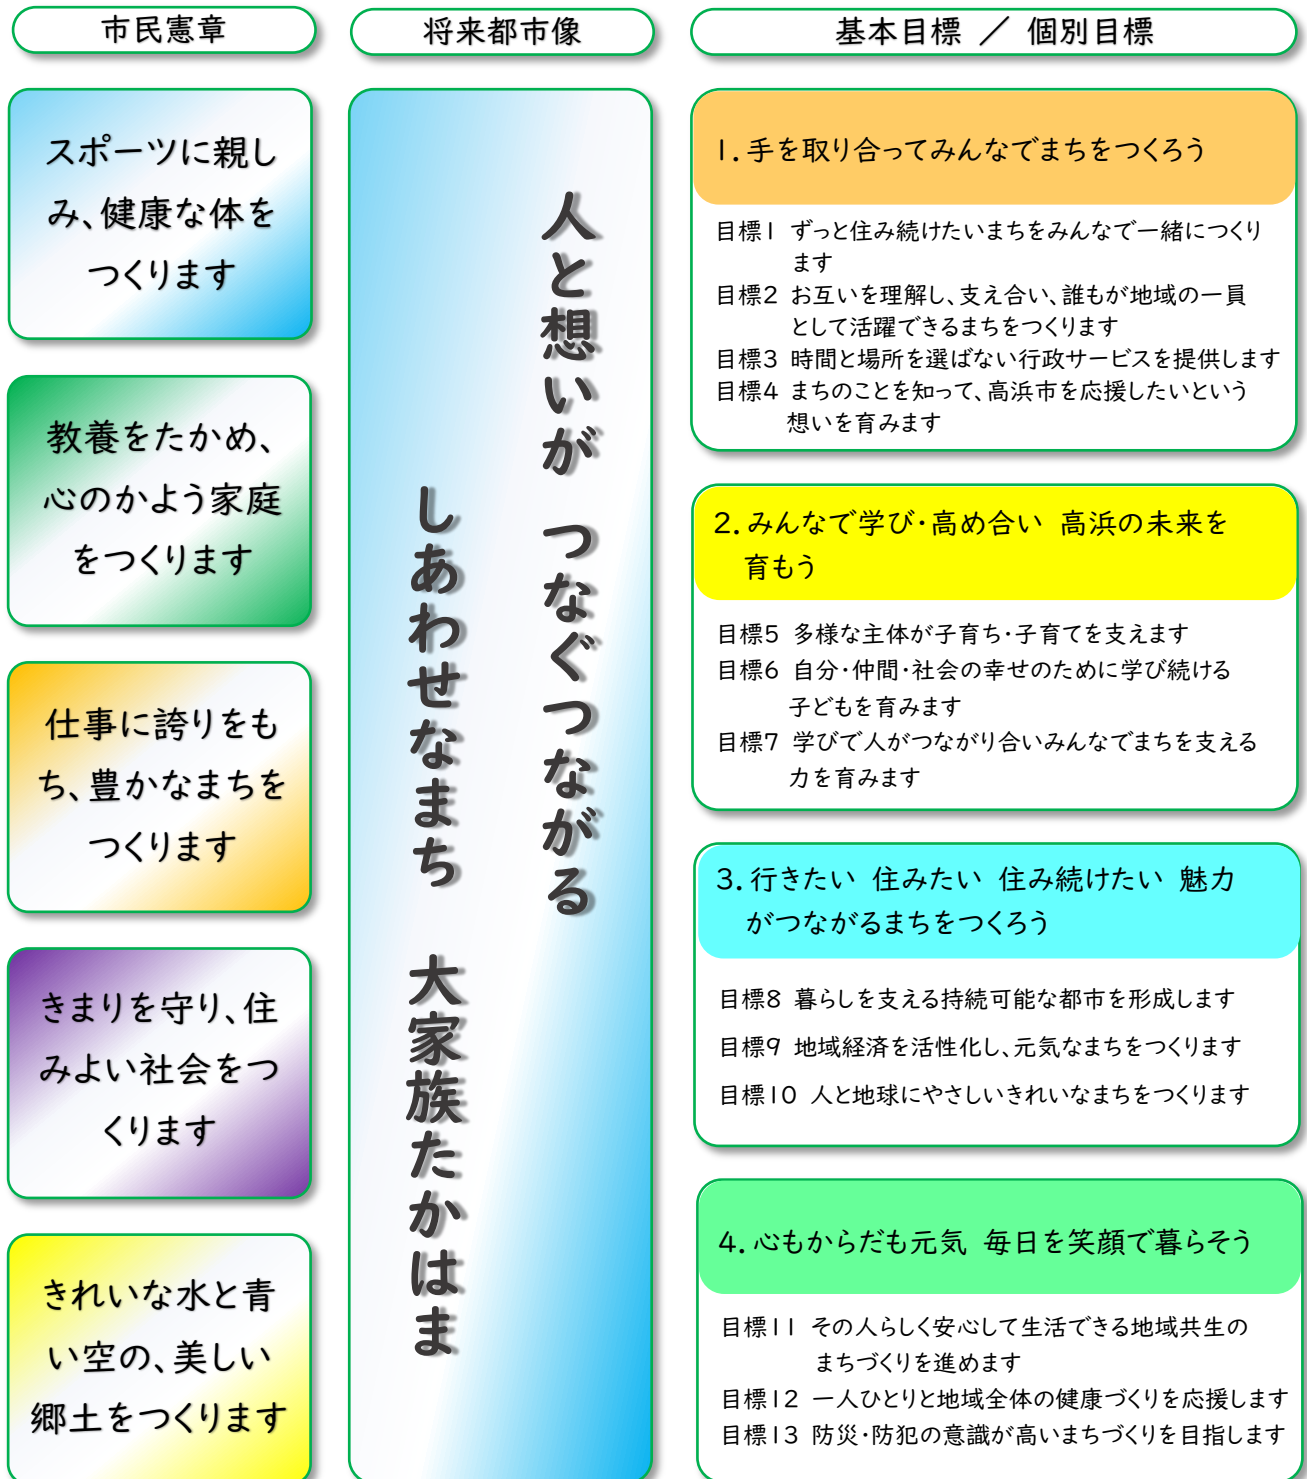 市民憲章
スポーツに親し
み、健康な体を
つくります
教養をたかめ、
心のかよう家庭
をつくります
仕事に誇りをも
ち、豊かなまちを
つくります
きまりを守り、住
みよい社会をつ
くります
きれいな水と青
い空の、美しい
郷土をつくります
将来都市像
人と想いが つなぐつながる
しあわせなまち 大家族たかはま
基本目標 ／ 個別目標
1．手を取り合ってみんなでまちをつくろう
目標1 ずっと住み続けたいまちをみんなで一緒につくり
ます
目標2 お互いを理解し、支え合い、誰もが地域の一員
として活躍できるまちをつくります
目標3 時間と場所を選ばない行政サービスを提供します
目標4 まちのことを知って、高浜市を応援したいという
想いを育みます
2．みんなで学び・高め合い 高浜の未来を
育もう
目標5 多様な主体が子育ち・子育てを支えます
目標6 自分・仲間・社会の幸せのために学び続ける
子どもを育みます
目標7 学びで人がつながり合いみんなでまちを支える
力を育みます
3．行きたい 住みたい 住み続けたい 魅力
がつながるまちをつくろう
目標8 暮らしを支える持続可能な都市を形成します
目標9 地域経済を活性化し、元気なまちをつくります
目標10 人と地球にやさしいきれいなまちをつくります
4．心もからだも元気 毎日を笑顔で暮らそう
目標11 その人らしく安心して生活できる地域共生の
まちづくりを進めます
目標12 一人ひとりと地域全体の健康づくりを応援します
目標13 防災・防犯の意識が高いまちづくりを目指します